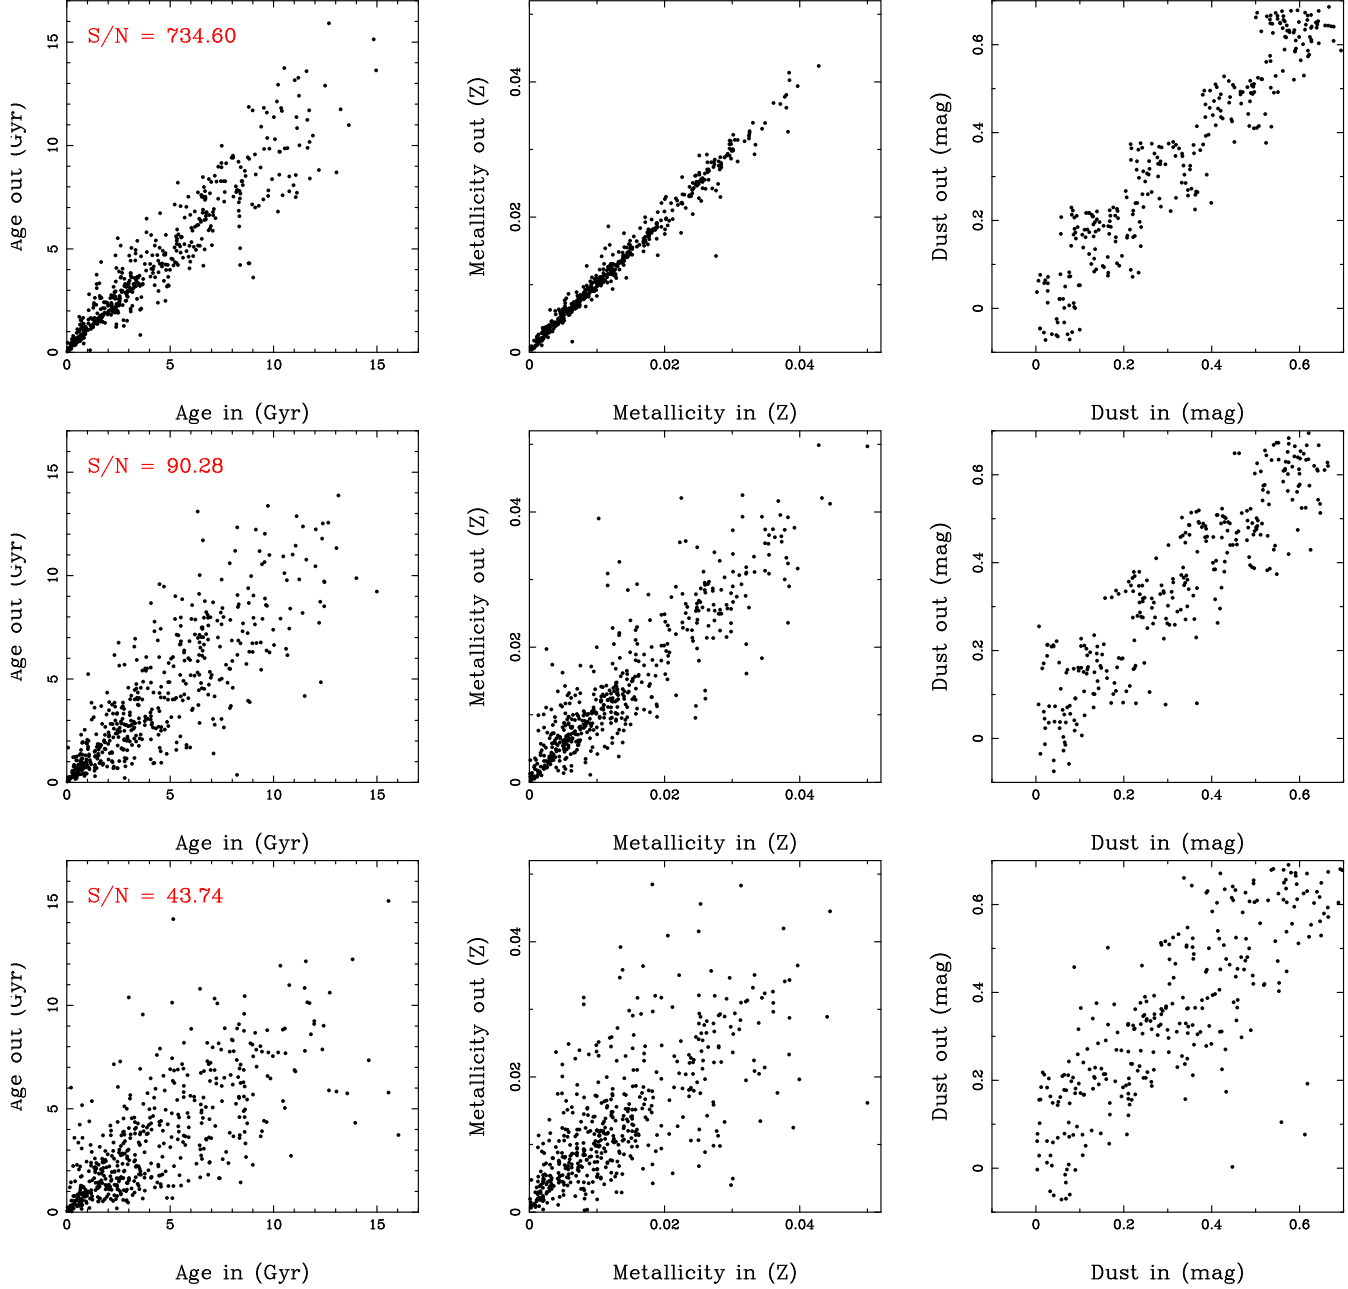 S/N = 734.60
Age out (Gyr)
0 5 10 15
0 5 10 15
Age in (Gyr)
Metallicity out (Z)
0 0.02 0.04
0 0.02 0.04
Metallicity in (Z)
Dust out (mag)
0 0.2 0.4 0.6
0 0.2 0.4 0.6
Dust in (mag)
S/N = 90.28
Age out (Gyr)
0 5 10 15
0 5 10 15
Age in (Gyr)
Metallicity out (Z)
0 0.02 0.04
0 0.02 0.04
Metallicity in (Z)
Dust out (mag)
0 0.2 0.4 0.6
0 0.2 0.4 0.6
Dust in (mag)
S/N = 43.74
Age out (Gyr)
0 5 10 15
0 5 10 15
Age in (Gyr)
Metallicity out (Z)
0 0.02 0.04
0 0.02 0.04
Metallicity in (Z)
Dust out (mag)
0 0.2 0.4 0.6
0 0.2 0.4 0.6
Dust in (mag)